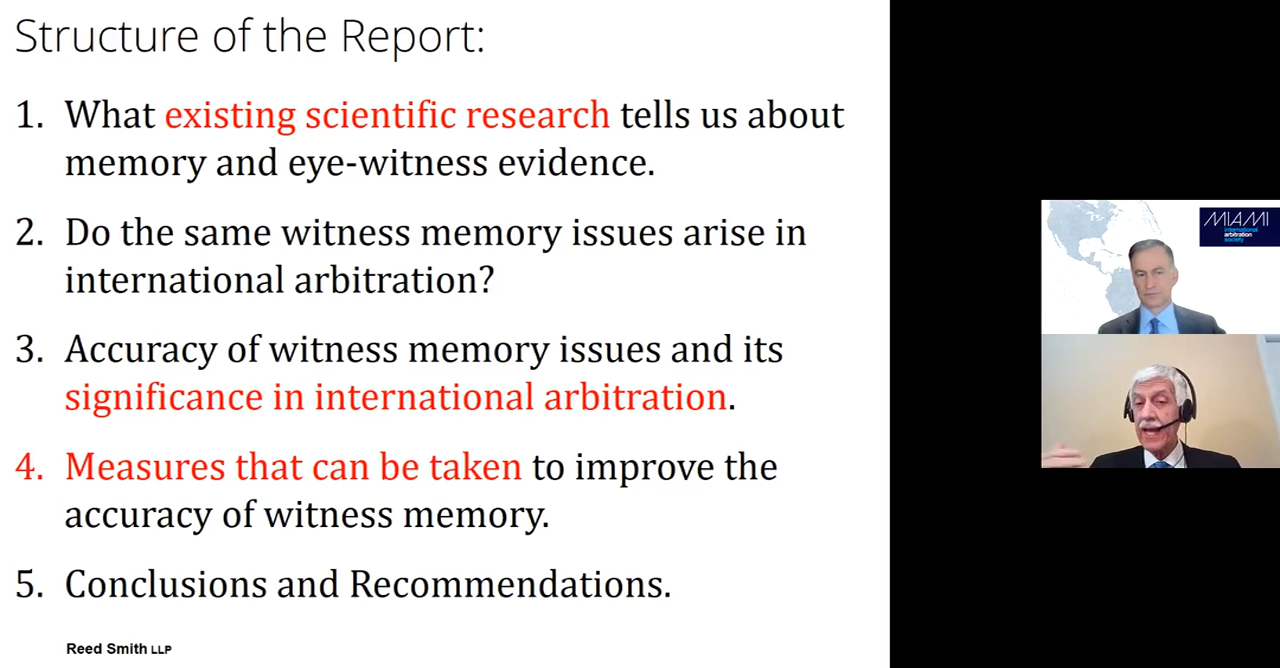 Structure of the Report:
1. What existing scientific research tells us about
memory and eye-witness evidence.
2. Do the same witness memory issues arise in
international arbitration?
3. Accuracy of witness memory issues and its
significance in international arbitration.
4. Measures that can be taken to improve the
accuracy of witness memory.
5. Conclusions and Recommendations.
Reed Smith LLP
MIAMI
international
arbitration
society